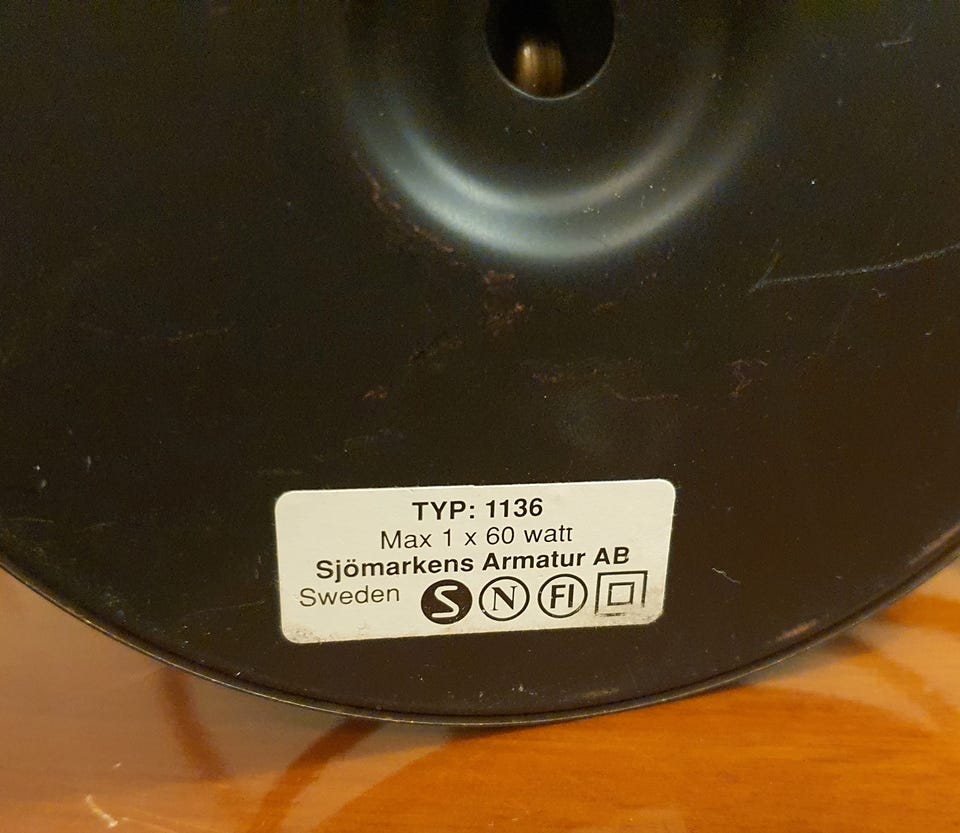 TYP: 1136
Max 1 x 60 watt
Sjömarkens Armatur AB
Sweden S N FI